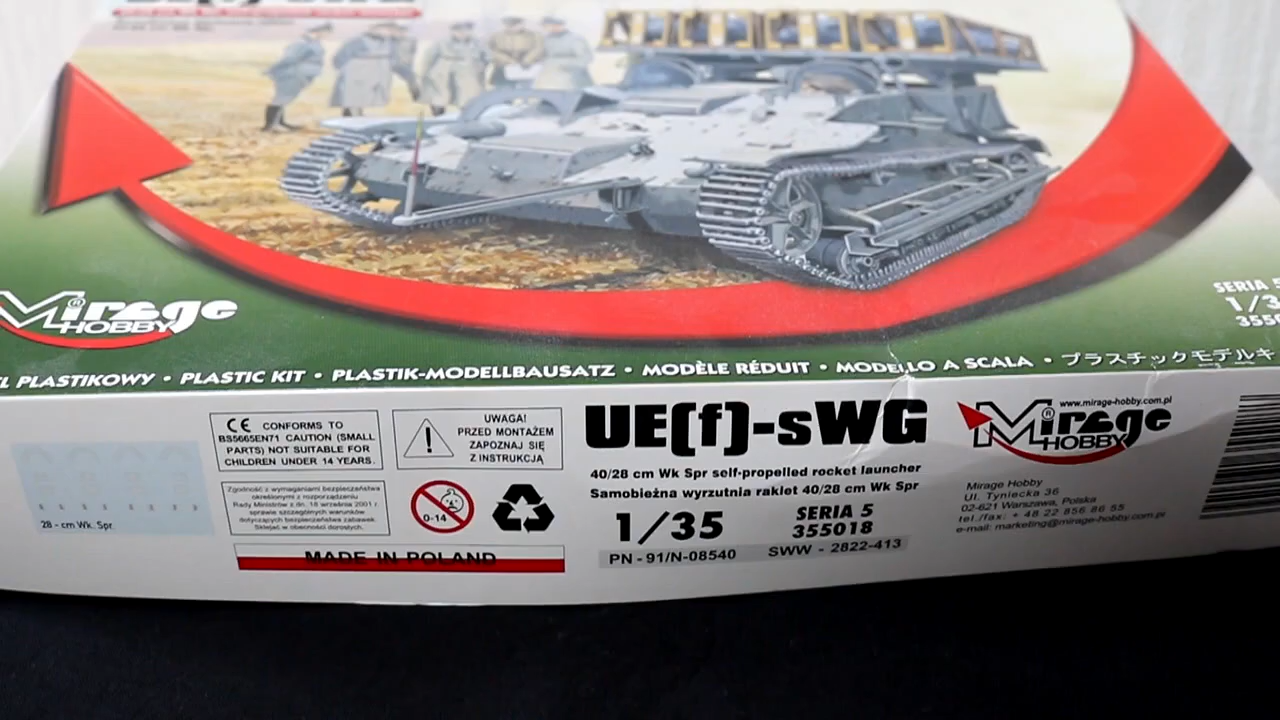 Mirage
HOBBY
®
SERIA 5
1/3
355
PLASTIKOWY • PLASTIC KIT • PLASTIK-MODELLBAUSATZ • MODÈLE RÉDUIT • MODELLO A SCALA • プラスチックモデルキ
CE CONFORMS TO
BS5665EN71 CAUTION (SMALL
PARTS) NOT SUITABLE FOR
CHILDREN UNDER 14 YEARS.
UWAGA!
PRZED MONTAŻEM
ZAPOZNAJ SIĘ
Z INSTRUKCJĄ
UE(f)-sWG
40/28 cm Wk Spr self-propelled rocket launcher
Samobieżna wyrzutnia rakiet 40/28 cm Wk Spr
1/35
SERIA 5
355018
PN - 91/N-08540
SWW - 2822-413
www.mirage-hobby.com.pl
Mirage
HOBBY
®
Mirage Hobby
Ul. Tyniecka 36
02-621 Warszawa, Polska
tel./fax: + 48 22 856 86 55
e-mail: marketing@mirage-hobby.com.pl
28 - cm Wk. Spr.
Zgodność z wymaganiami bezpieczeństwa
określonymi z rozporządzeniu
Rady Ministrów z dn. 18 września 2001 r.
sprawie szczególnych warunków
dotyczących bezpieczeństwa zabawek.
Sklejać w obecności dorosłych.
0-14
MADE IN POLAND